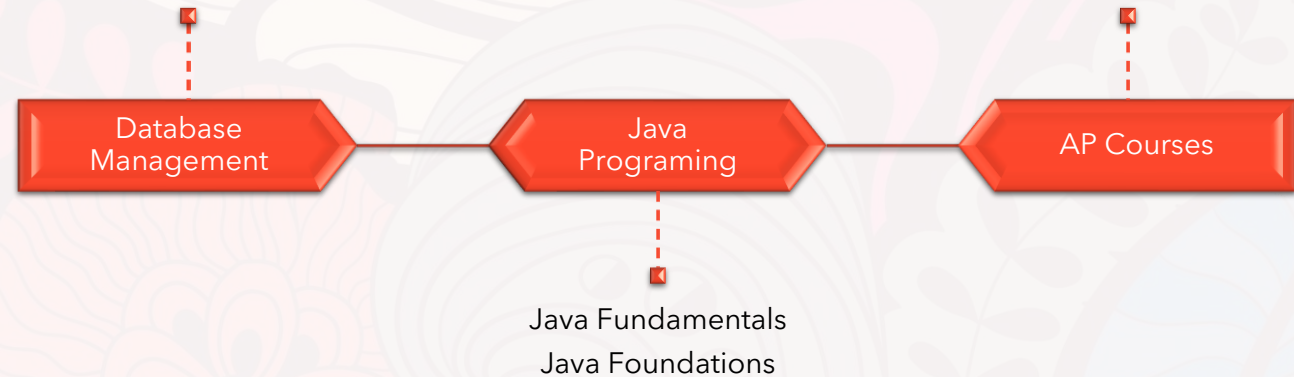 Database
Management
Java
Programing
AP Courses
Java Fundamentals
Java Foundations